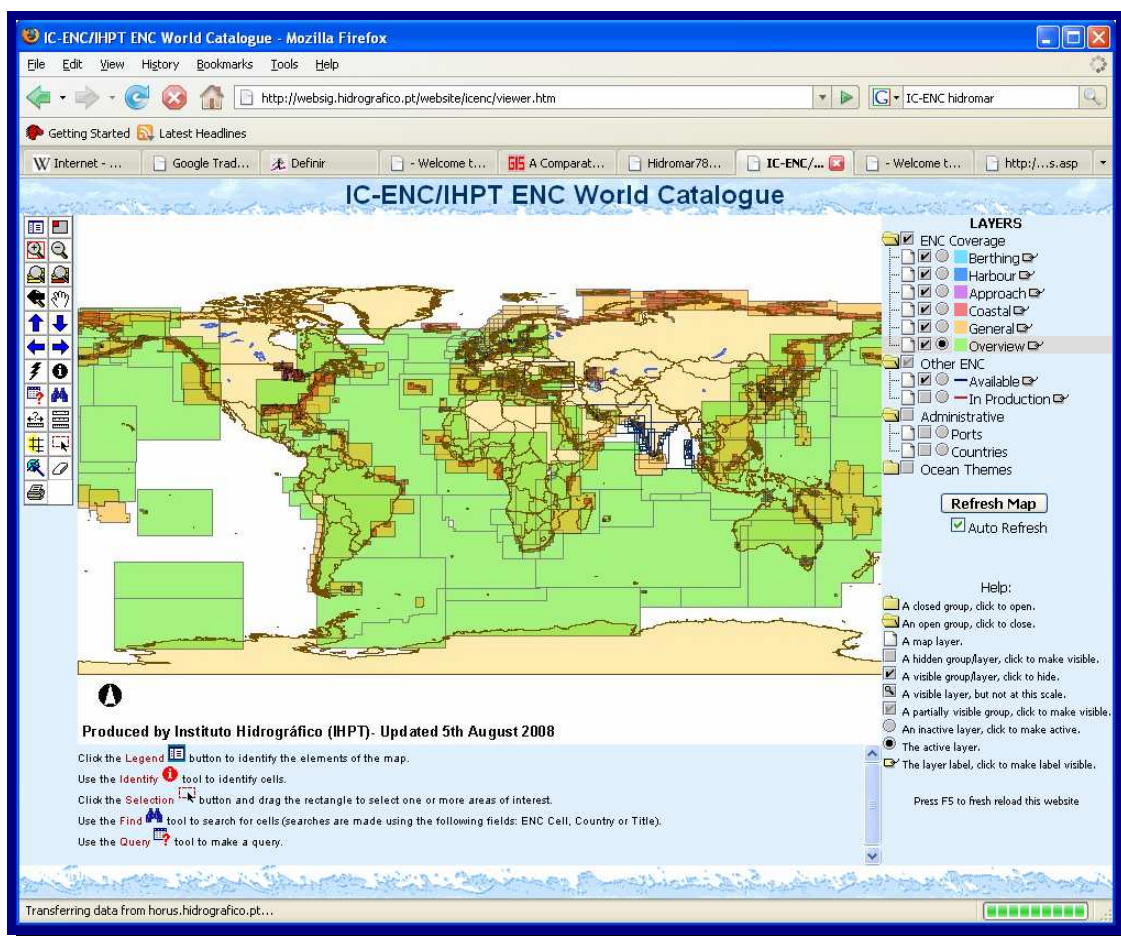 IC-ENC/IHPT ENC World Catalogue - Mozilla Firefox
File Edit View History Bookmarks Tools Help
http://websig.hidrografico.pt/website/icenc/viewer.htm
G IC-ENC hidromar
Getting Started Latest Headlines
W Internet - ... Google Trad... Definir - Welcome t... GIS A Comparat... Hidromar78... IC-ENC/... - Welcome t... http:/...s.asp
IC-ENC/IHPT ENC World Catalogue
LAYERS
ENC Coverage
Berthing
Harbour
Approach
Coastal
General
Overview
Other ENC
Available
In Production
Administrative
Ports
Countries
Ocean Themes
Refresh Map
Auto Refresh
Help:
A closed group, click to open.
An open group, click to close.
A map layer.
A hidden group/layer, click to make visible.
A visible group/layer, click to hide.
A visible layer, but not at this scale.
A partially visible group, click to make visible.
An inactive layer, click to make active.
The active layer.
The layer label, click to make label visible.
Press F5 to fresh reload this website
Produced by Instituto Hidrográfico (IHPT)- Updated 5th August 2008
Click the Legend button to identify the elements of the map.
Use the Identify tool to identify cells.
Click the Selection button and drag the rectangle to select one or more areas of interest.
Use the Find tool to search for cells (searches are made using the following fields: ENC Cell, Country or Title).
Use the Query tool to make a query.
Transferring data from horus.hidrografico.pt...